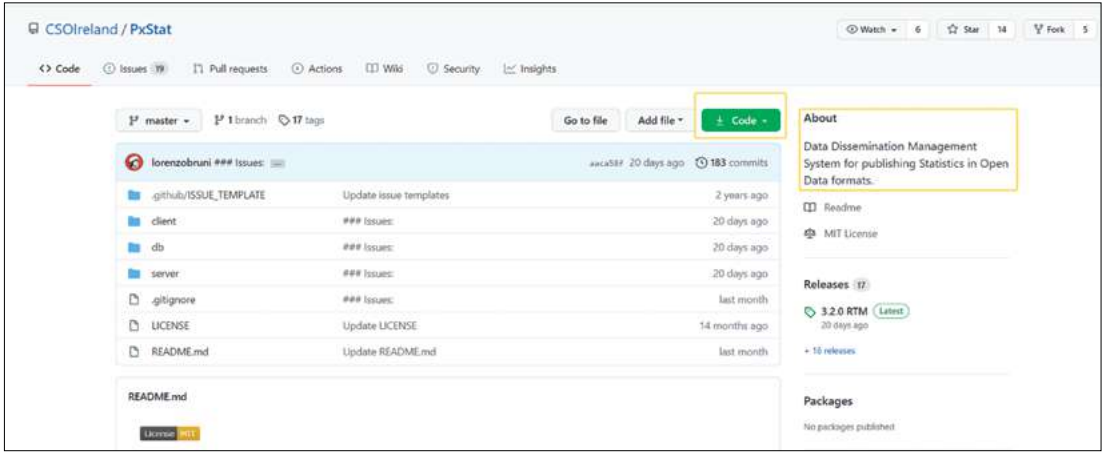 CSOIreland / PxStat
Watch 6 Star 14 Fork 5
<> Code Issues 19 Pull requests Actions Wiki Security Insights
master 1 branch 17 tags Go to file Add file Code
lorenzobruni ### Issues: ... 20 days ago 183 commits
.github/ISSUE_TEMPLATE Update issue templates 2 years ago
client ### Issues: 20 days ago
db ### Issues: 20 days ago
server ### Issues: 20 days ago
.gitignore ### Issues: last month
LICENSE Update LICENSE 14 months ago
README.md Update README.md last month
README.md
License MIT
About
Data Dissemination Management
System for publishing Statistics in Open
Data formats.
Readme
MIT License
Releases 17
3.2.0 RTM Latest
20 days ago
+ 16 releases
Packages
No packages published